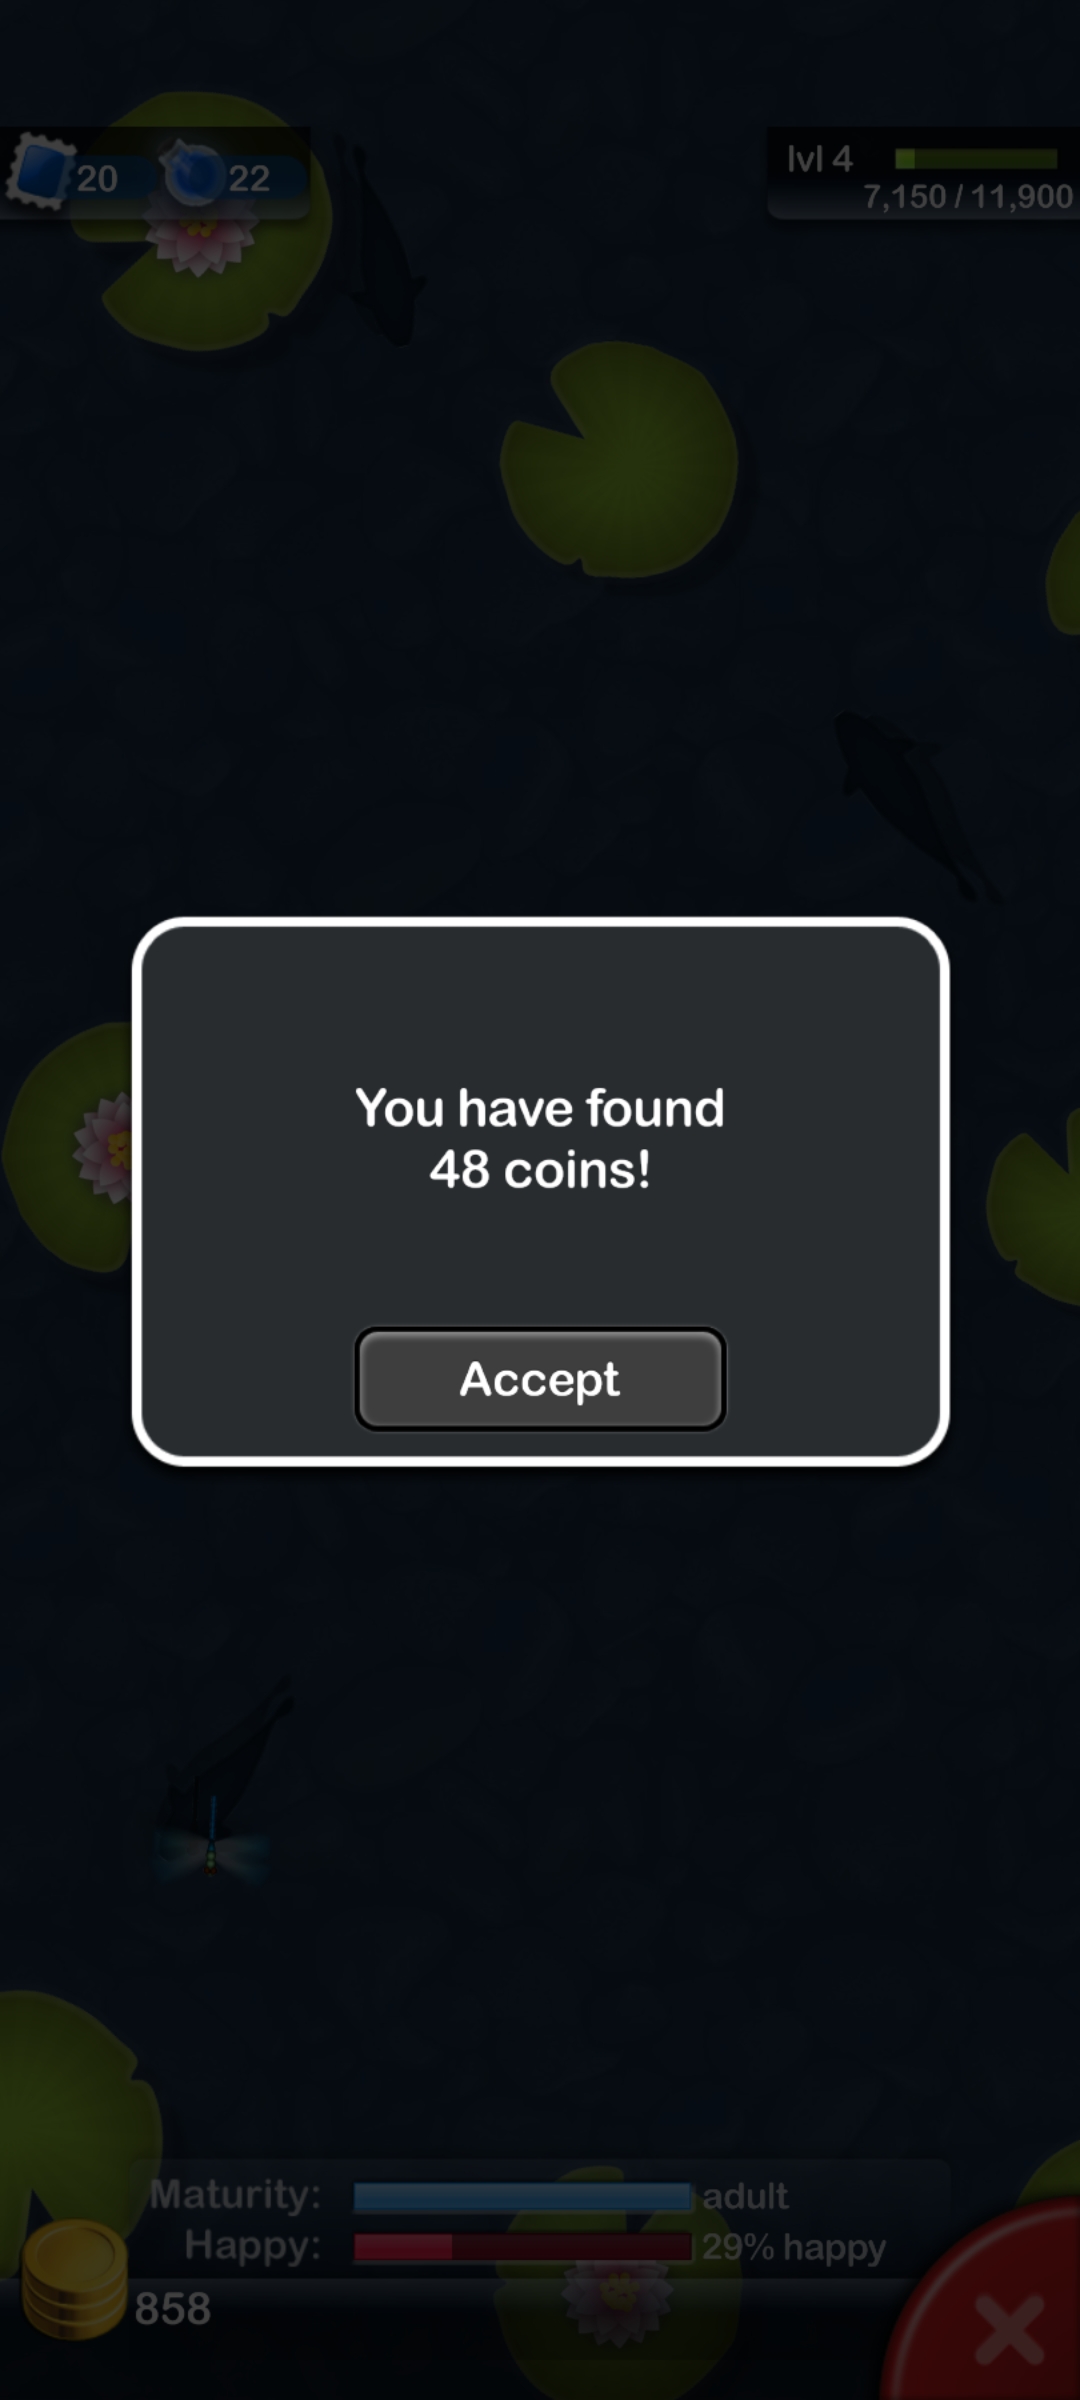 20 22
lvl 4
7,150 / 11,900
You have found
48 coins!
Accept
Maturity: adult
Happy: 29% happy
858